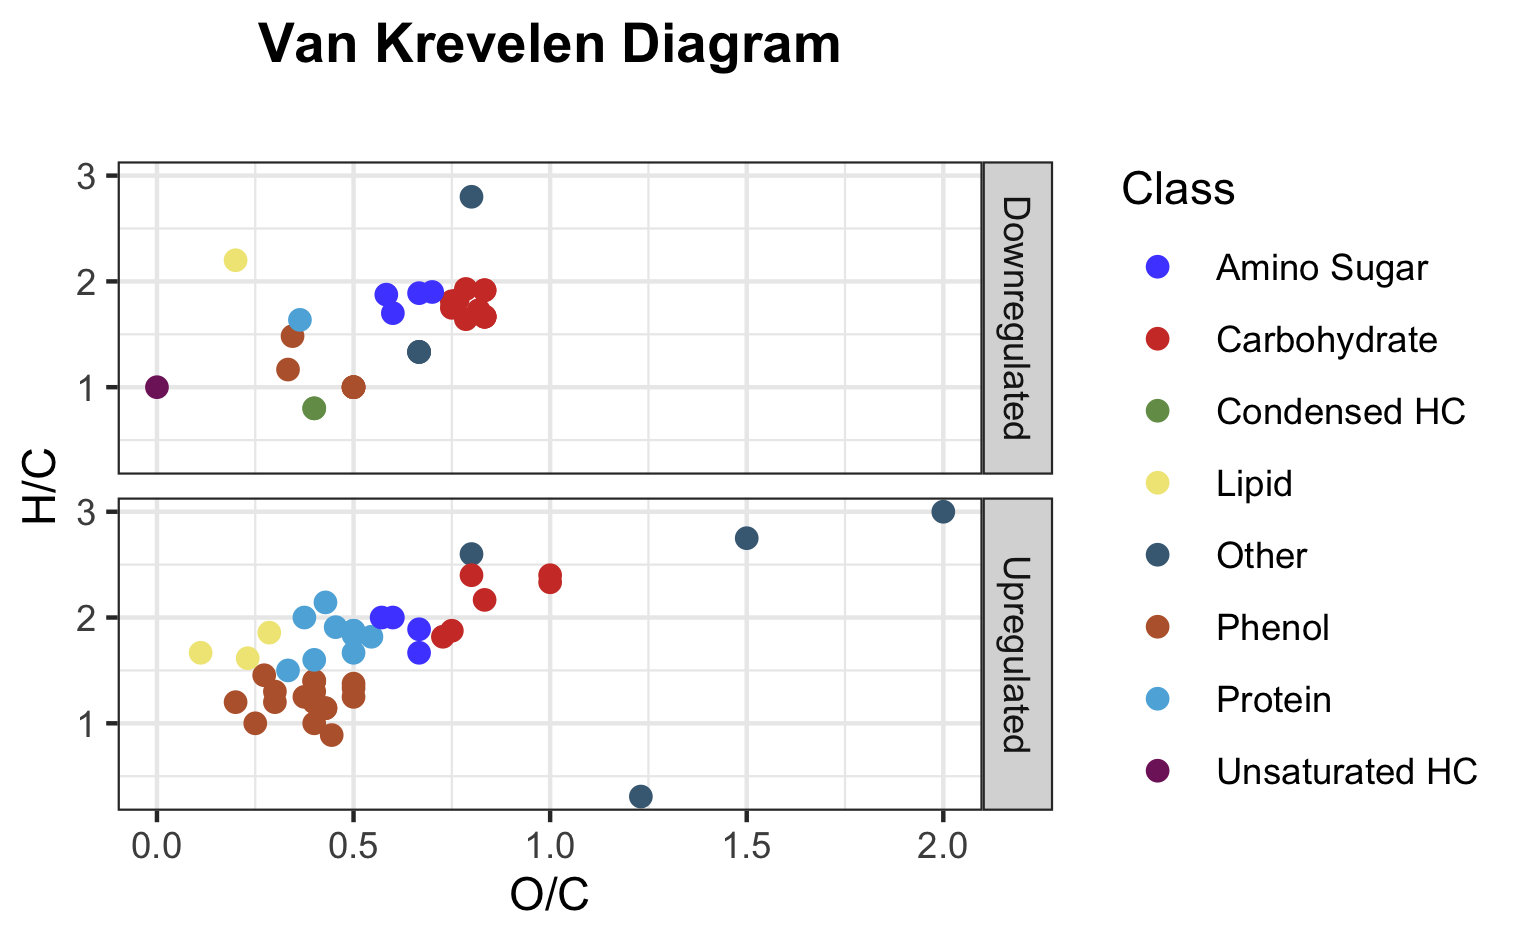 Van Krevelen Diagram
3
2
1
Downregulated
3
2
1
Upregulated
H/C
0.0
0.5
1.0
1.5
2.0
O/C
Class
Amino Sugar
Carbohydrate
Condensed HC
Lipid
Other
Phenol
Protein
Unsaturated HC